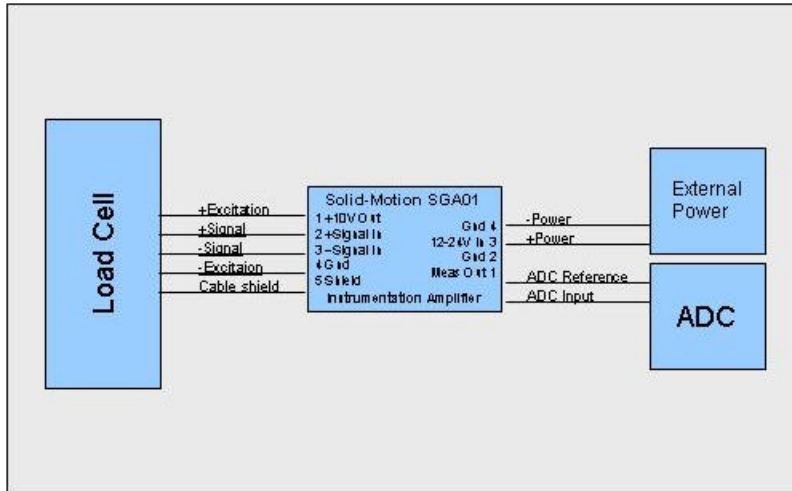 Load Cell
+Excitation
+Signal
-Signal
-Excitaion
Cable shield
Solid-Motion SGA01
1 +10V Out
2 +Signal In
3 -Signal In
4 Gnd
5 Shield
Gnd 4
12-24V In 3
Gnd 2
Meas Out 1
Instrumentation Amplifier
-Power
+Power
ADC Reference
ADC Input
External
Power
ADC